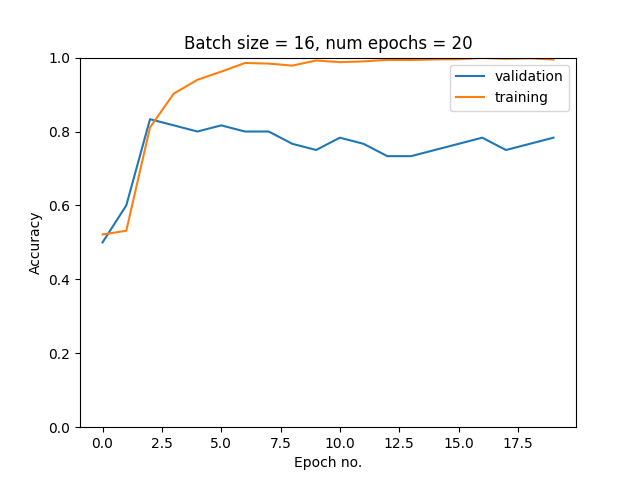 Batch size = 16, num epochs = 20
1.0
validation
training
0.8
0.6
Accuracy
0.4
0.2
0.0
0.0 2.5 5.0 7.5 10.0 12.5 15.0 17.5
Epoch no.